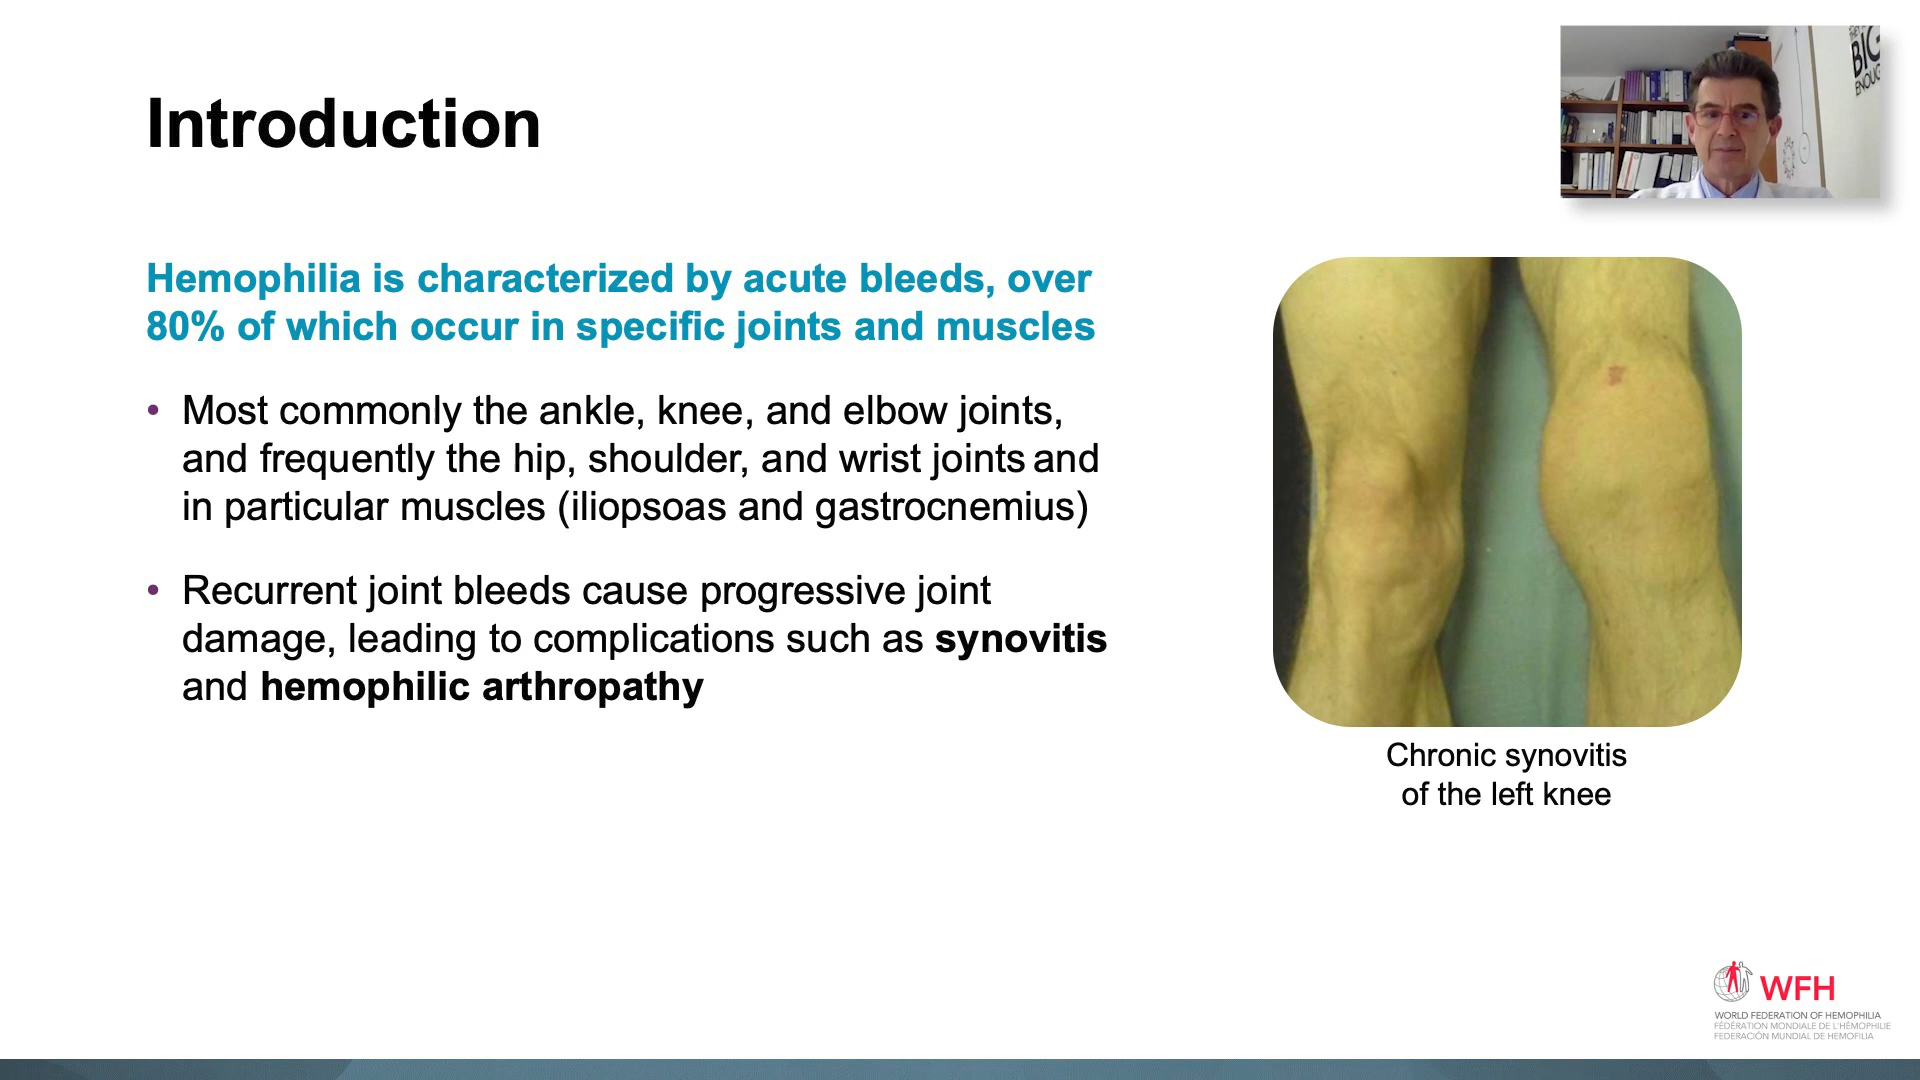 Introduction
BIG
ENOUG
Hemophilia is characterized by acute bleeds, over
80% of which occur in specific joints and muscles
• Most commonly the ankle, knee, and elbow joints,
and frequently the hip, shoulder, and wrist joints and
in particular muscles (iliopsoas and gastrocnemius)
• Recurrent joint bleeds cause progressive joint
damage, leading to complications such as synovitis
and hemophilic arthropathy
Chronic synovitis
of the left knee
WFH
WORLD FEDERATION OF HEMOPHILIA
FÉDÉRATION MONDIALE DE L'HÉMOPHILIE
FEDERACIÓN MUNDIAL DE HEMOFILIA